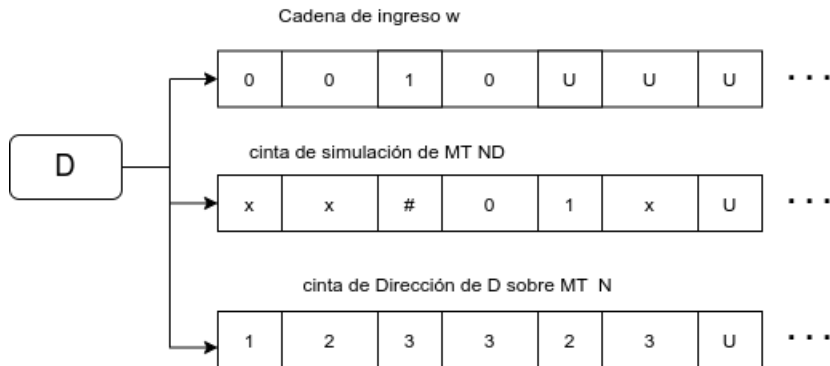 Cadena de ingreso w
0 0 1 0 U U U . . .
D
cinta de simulación de MT ND
x x # 0 1 x U . . .
cinta de Dirección de D sobre MT N
1 2 3 3 2 3 U . . .